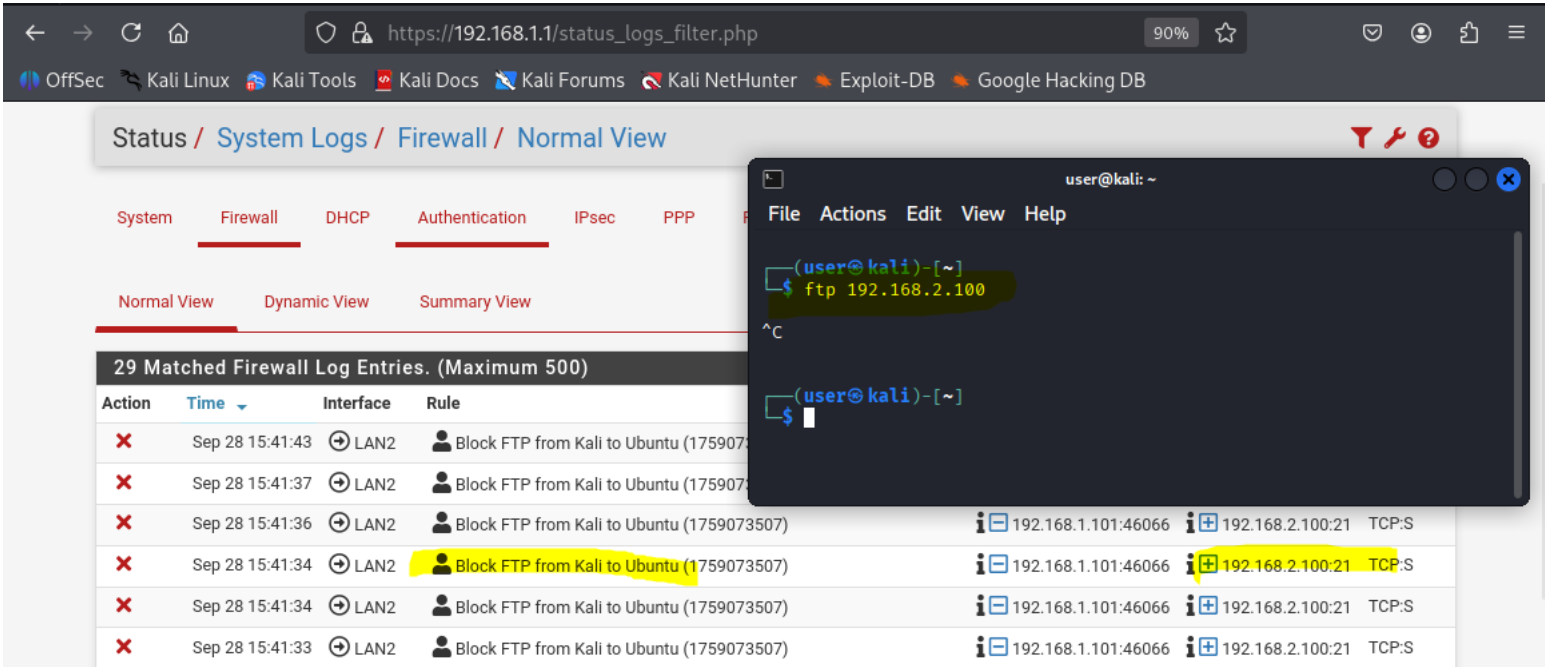 https://192.168.1.1/status_logs_filter.php 90%
OffSec Kali Linux Kali Tools Kali Docs Kali Forums Kali NetHunter Exploit-DB Google Hacking DB
Status / System Logs / Firewall / Normal View
System Firewall DHCP Authentication IPsec PPP
Normal View Dynamic View Summary View
29 Matched Firewall Log Entries. (Maximum 500)
Action Time Interface Rule
Sep 28 15:41:43 LAN2 Block FTP from Kali to Ubuntu (175907
Sep 28 15:41:37 LAN2 Block FTP from Kali to Ubuntu (175907
Sep 28 15:41:36 LAN2 Block FTP from Kali to Ubuntu (1759073507) 192.168.1.101:46066 192.168.2.100:21 TCP:S
Sep 28 15:41:34 LAN2 Block FTP from Kali to Ubuntu (1759073507) 192.168.1.101:46066 192.168.2.100:21 TCP:S
Sep 28 15:41:34 LAN2 Block FTP from Kali to Ubuntu (1759073507) 192.168.1.101:46066 192.168.2.100:21 TCP:S
Sep 28 15:41:33 LAN2 Block FTP from Kali to Ubuntu (1759073507) 192.168.1.101:46066 192.168.2.100:21 TCP:S
user@kali: ~
File Actions Edit View Help
(user㉿kali)-[~]
$ ftp 192.168.2.100
^C
(user㉿kali)-[~]
$